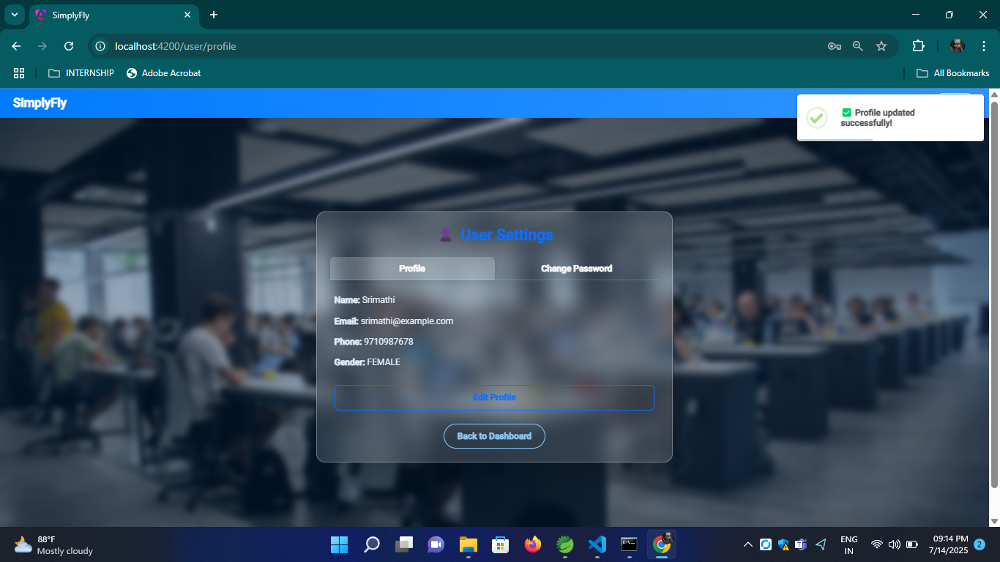 SimplyFly
localhost:4200/user/profile
INTERNSHIP
Adobe Acrobat
All Bookmarks
SimplyFly
✅ Profile updated
successfully!
👤 User Settings
Profile
Change Password
Name: Srimathi
Email: srimathi@example.com
Phone: 9710987678
Gender: FEMALE
Edit Profile
Back to Dashboard
88°F
Mostly cloudy
ENG
IN
09:14 PM
7/14/2025
2